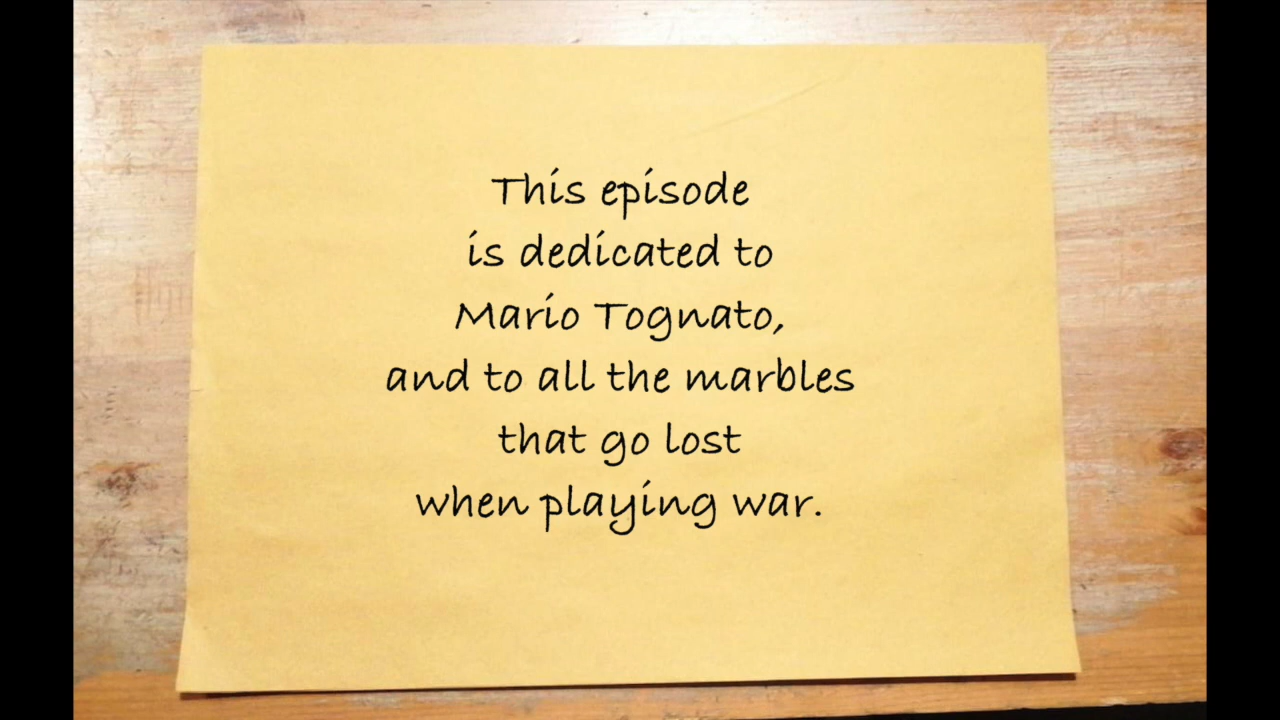 This episode
is dedicated to
Mario Tognato,
and to all the marbles
that go lost
when playing war.